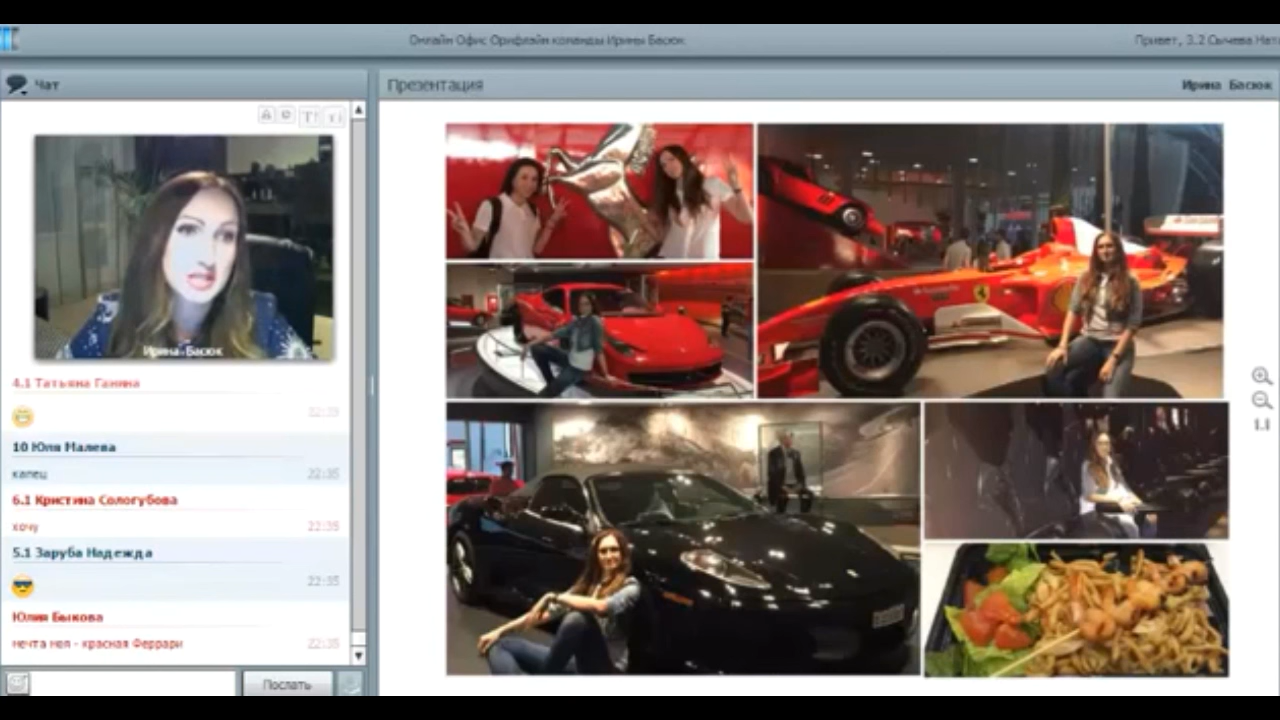 Онлайн Офис Орифлэйм команды Ирины Басюк
Привет, 3.2 Сычева Нат
Чат
Презентация
Ирина Басюк
Ирина Басюк
4.1 Татьяна Ганина
22:35
10 Юля Малева
капец 22:35
6.1 Кристина Сологубова
хочу 22:35
5.1 Заруба Надежда
22:35
Юлия Быкова
мечта моя - красная Феррари 22:35
Послать
1:1